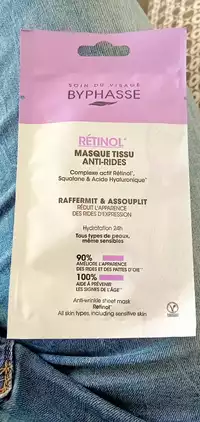 SOIN DU VISAGE
BYPHASSE
RÉTINOL*
MASQUE TISSU
ANTI-RIDES
Complexe actif Rétinol*,
Squalane & Acide Hyaluronique*
RAFFERMIT & ASSOUPLIT
RÉDUIT L'APPARENCE
DES RIDES D'EXPRESSION
Hydratation 24h
Tous types de peaux,
même sensibles
90%
AMÉLIORE L'APPARENCE
DES RIDES ET DES PATTES D'OIE**
100%
AIDE À PRÉVENIR
LES SIGNES DE L'ÂGE**
Anti-wrinkle sheet mask
Retinol*
All skin types, including sensitive skin